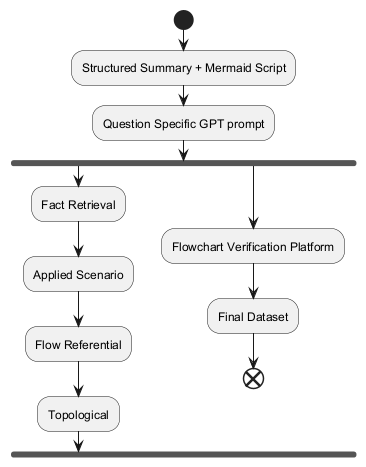 Structured Summary + Mermaid Script
Question Specific GPT prompt
Fact Retrieval
Applied Scenario
Flow Referential
Topological
Flowchart Verification Platform
Final Dataset